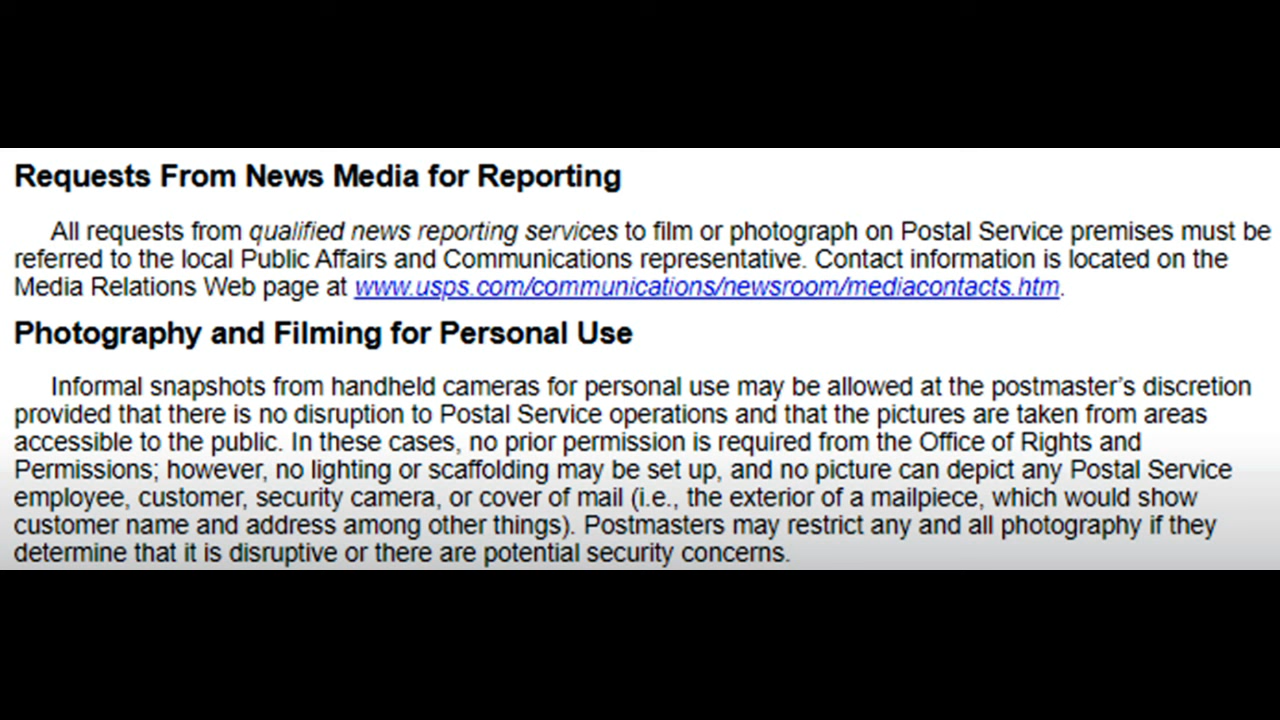 Requests From News Media for Reporting
All requests from qualified news reporting services to film or photograph on Postal Service premises must be
referred to the local Public Affairs and Communications representative. Contact information is located on the
Media Relations Web page at www.usps.com/communications/newsroom/mediacontacts.htm.
Photography and Filming for Personal Use
Informal snapshots from handheld cameras for personal use may be allowed at the postmaster's discretion
provided that there is no disruption to Postal Service operations and that the pictures are taken from areas
accessible to the public. In these cases, no prior permission is required from the Office of Rights and
Permissions; however, no lighting or scaffolding may be set up, and no picture can depict any Postal Service
employee, customer, security camera, or cover of mail (i.e., the exterior of a mailpiece, which would show
customer name and address among other things). Postmasters may restrict any and all photography if they
determine that it is disruptive or there are potential security concerns.